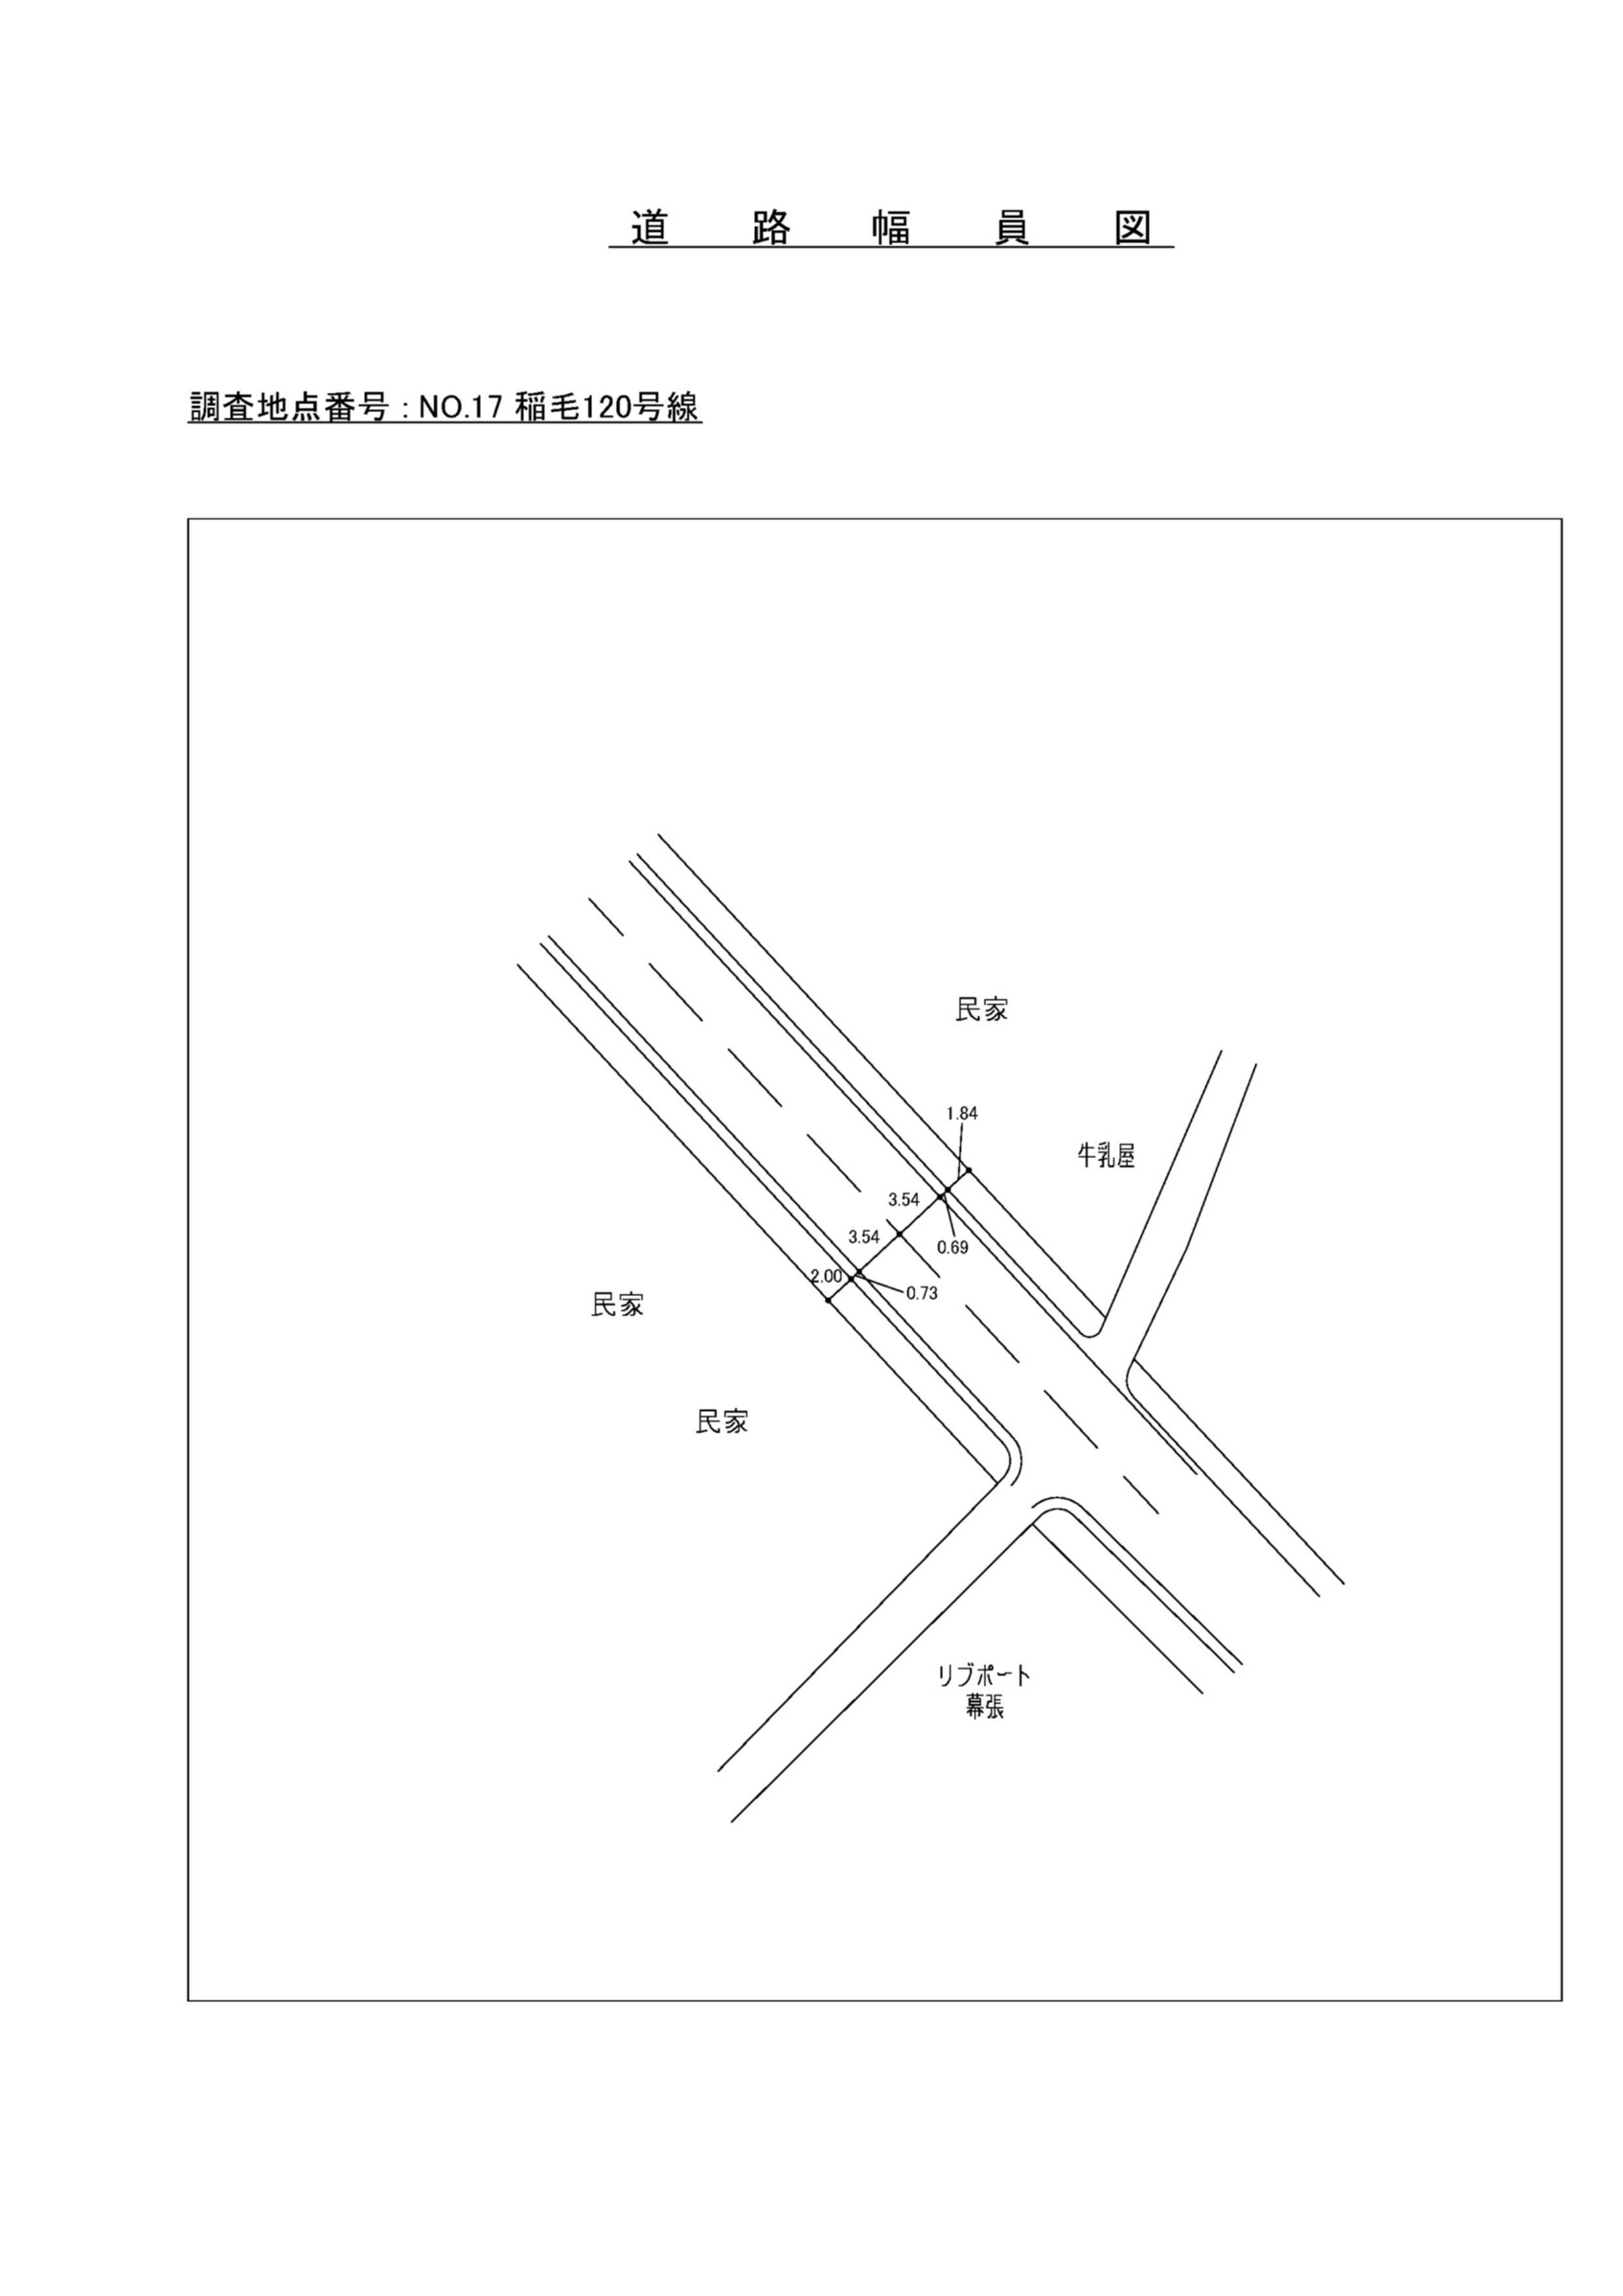 道路幅員図
調査地点番号：NO.17 稲毛120号線
民家
1.84
牛乳屋
3.54
3.54
0.69
2.00
0.73
民家
民家
リブポート
幕張